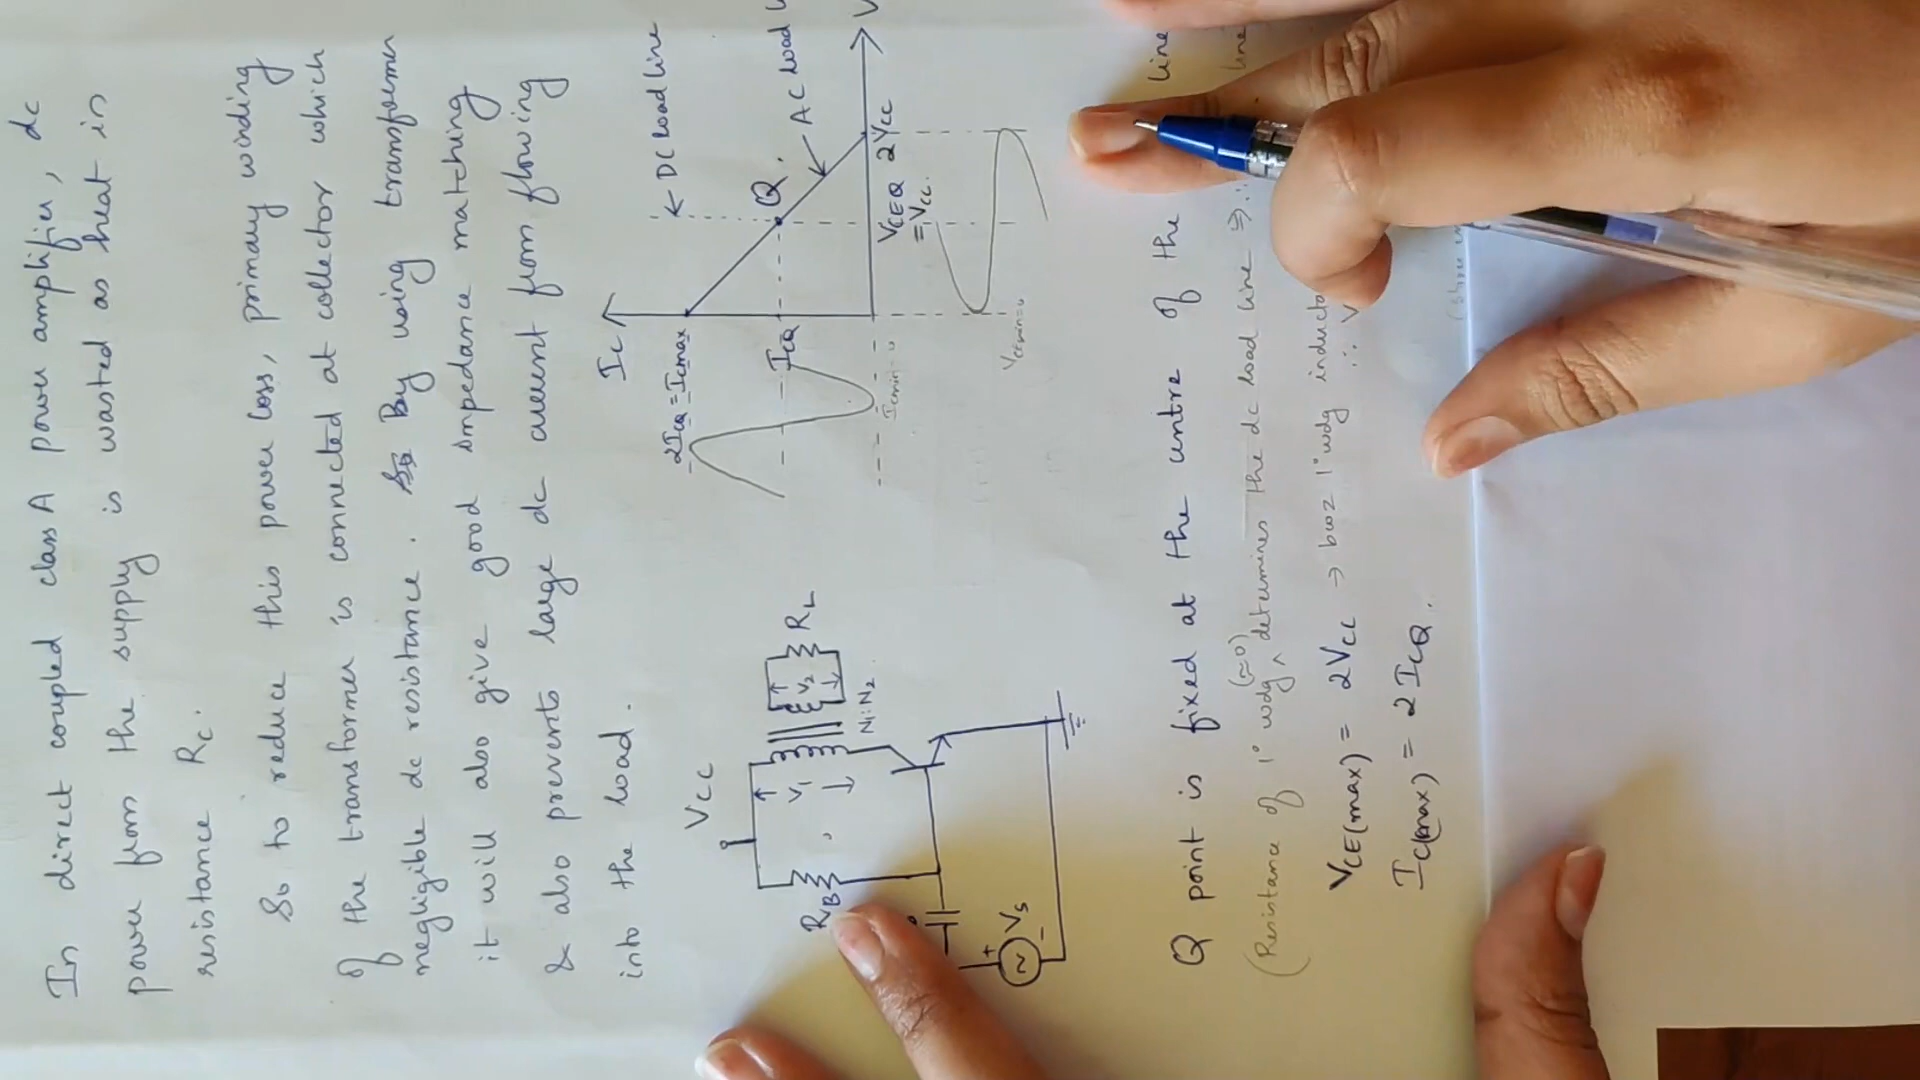 In direct coupled class A power amplifier, dc
power from the supply is wasted as heat in
resistance Rc.
So to reduce this power loss, primary winding
of the transformer is connected at collector which
negligible dc resistance. By using transformer
it will also give good impedance matching
& also prevents large dc current from flowing
into the load.
VCC
RB
V1
V2
RL
N1:N2
VS
+
-
~
IC
2ICQ = ICmax
ICQ
ICmin = 0
← DC load line
Q
AC load
VCEQ
= VCC
2VCC
V
VCEmin = 0
Q point is fixed at the centre of the line
(Resistance of 1° wdg (≈0) ^ determines the dc load line ⇒ line
VCE(max) = 2VCC → bcoz 1° wdg
∴ V
IC(max) = 2ICQ.